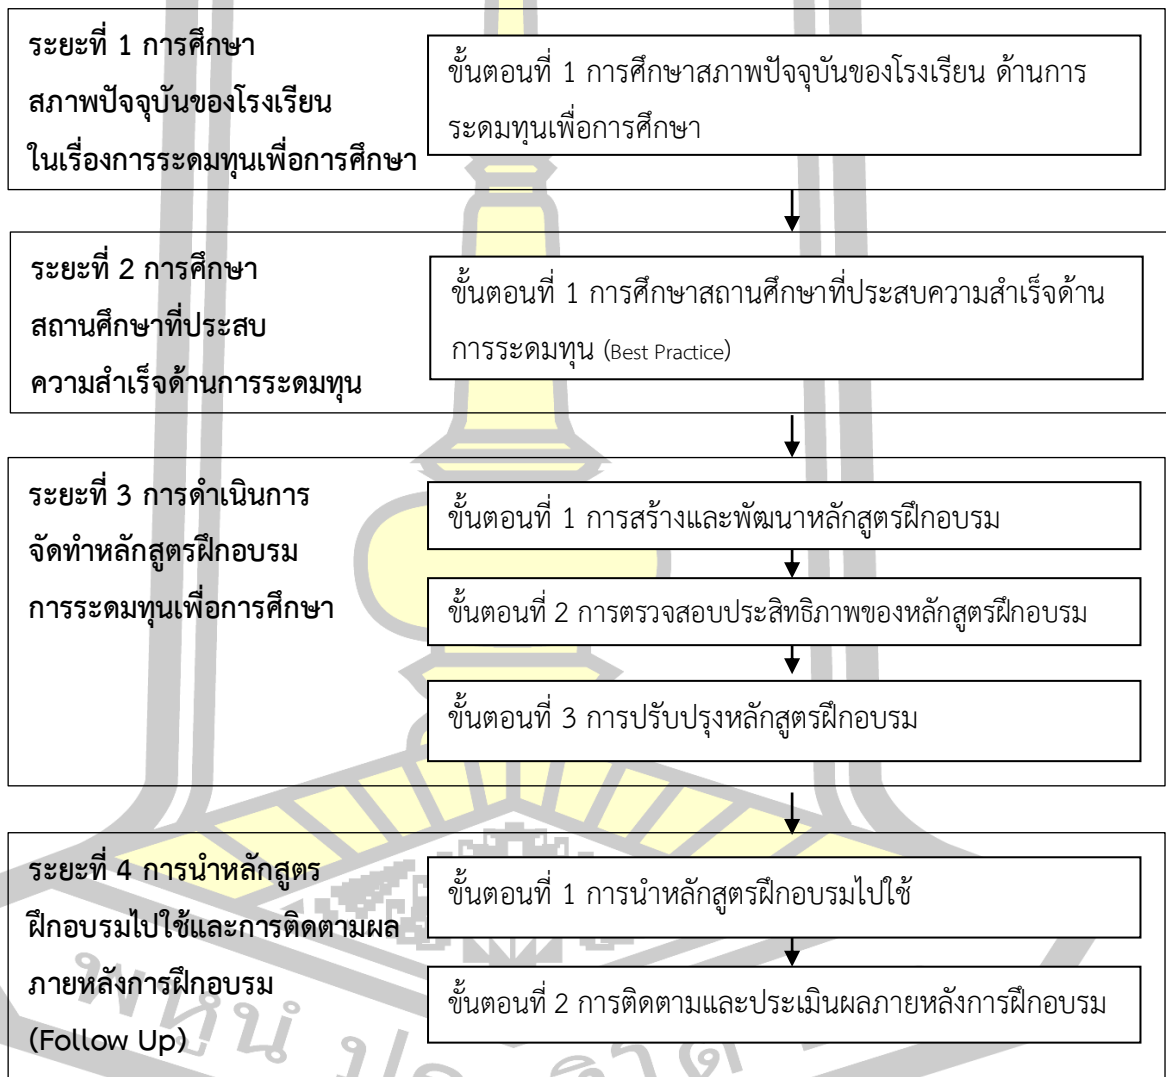 ระยะที่ 1 การศึกษา
สภาพปัจจุบันของโรงเรียน
ในเรื่องการระดมทุนเพื่อการศึกษา
ขั้นตอนที่ 1 การศึกษาสภาพปัจจุบันของโรงเรียน ด้านการ
ระดมทุนเพื่อการศึกษา
ระยะที่ 2 การศึกษา
สถานศึกษาที่ประสบ
ความสำเร็จด้านการระดมทุน
ขั้นตอนที่ 1 การศึกษาสถานศึกษาที่ประสบความสำเร็จด้าน
การระดมทุน (Best Practice)
ระยะที่ 3 การดำเนินการ
จัดทำหลักสูตรฝึกอบรม
การระดมทุนเพื่อการศึกษา
ขั้นตอนที่ 1 การสร้างและพัฒนาหลักสูตรฝึกอบรม
ขั้นตอนที่ 2 การตรวจสอบประสิทธิภาพของหลักสูตรฝึกอบรม
ขั้นตอนที่ 3 การปรับปรุงหลักสูตรฝึกอบรม
ระยะที่ 4 การนำหลักสูตร
ฝึกอบรมไปใช้และการติดตามผล
ภายหลังการฝึกอบรม
(Follow Up)
ขั้นตอนที่ 1 การนำหลักสูตรฝึกอบรมไปใช้
ขั้นตอนที่ 2 การติดตามและประเมินผลภายหลังการฝึกอบรม
พหูนํ